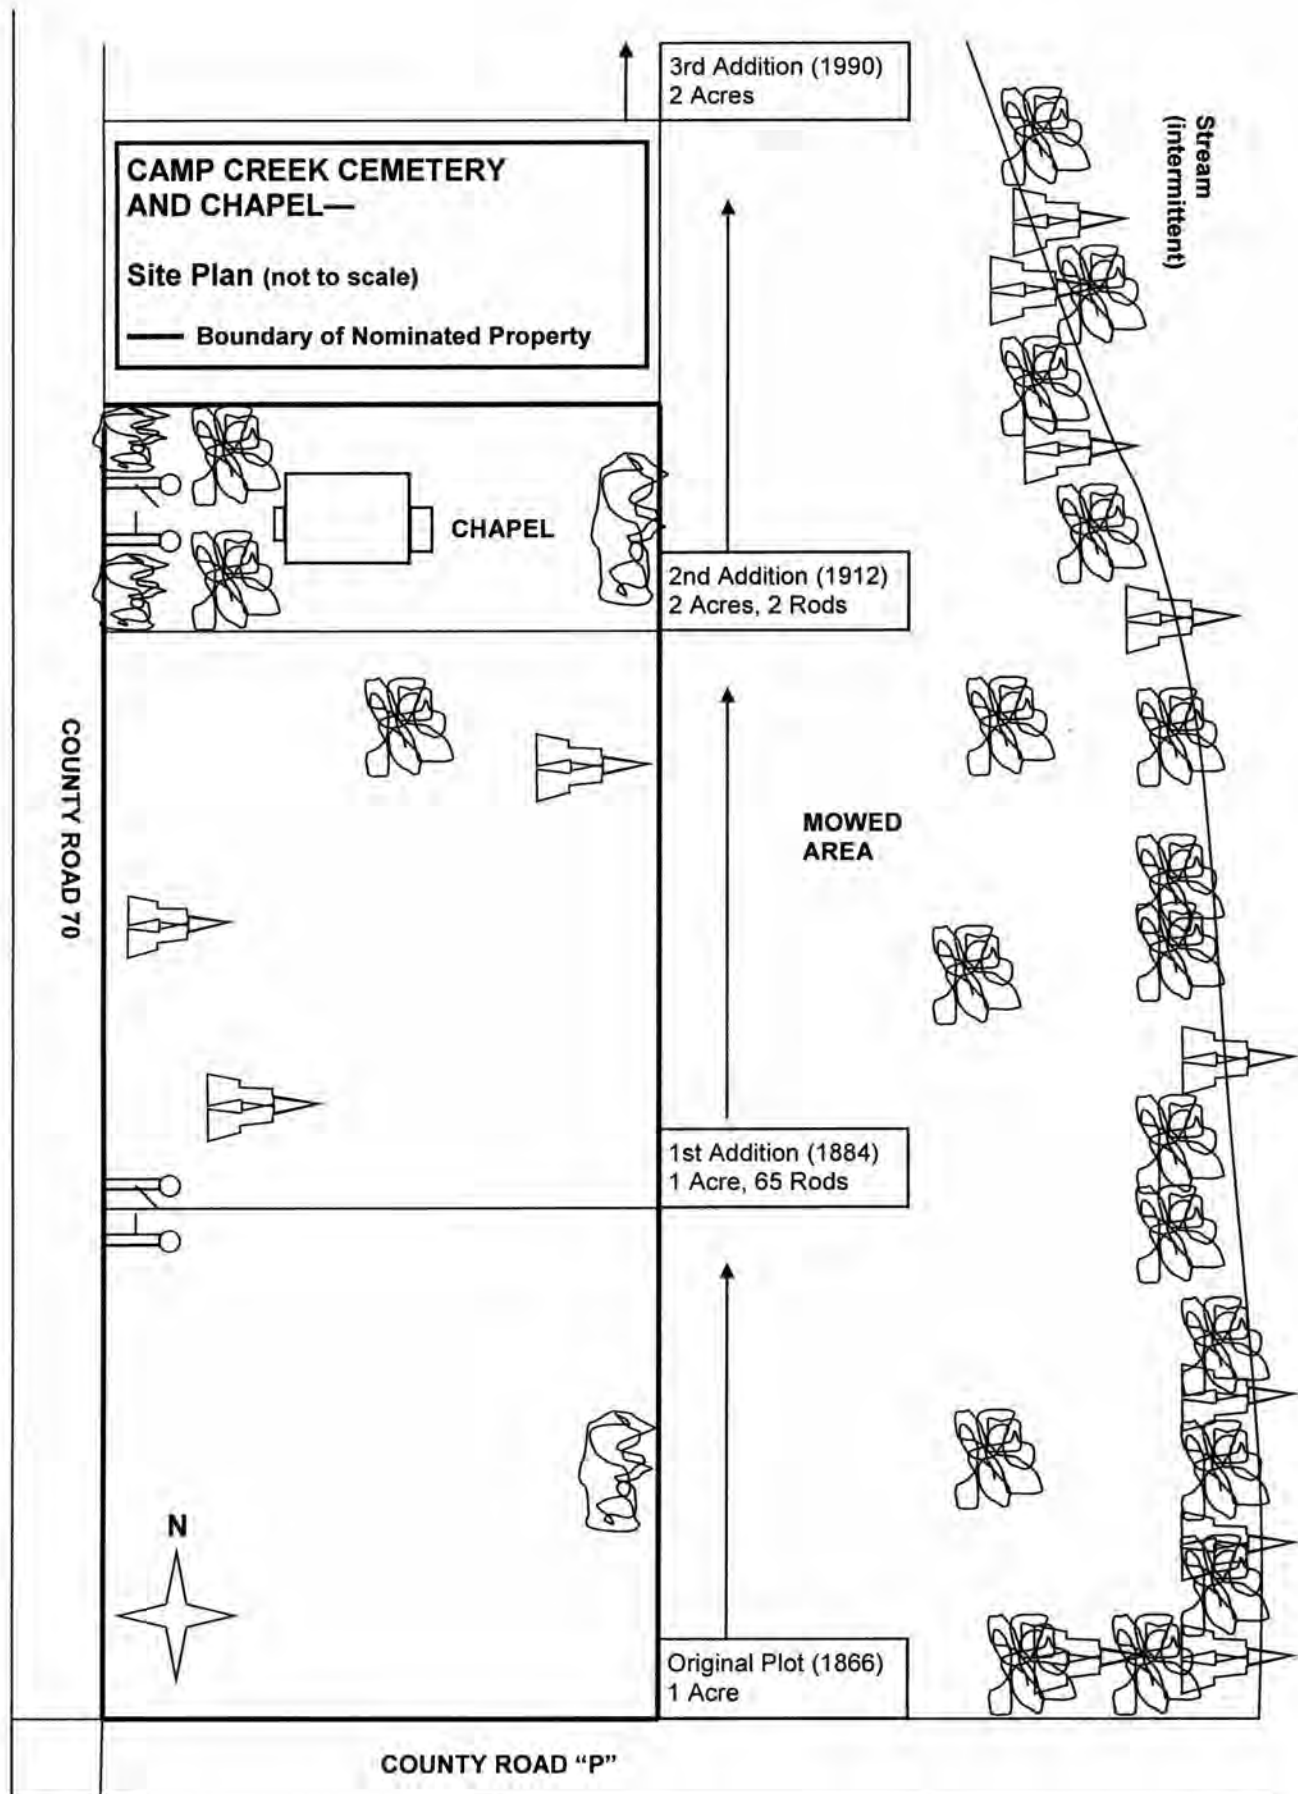 3rd Addition (1990)
2 Acres
Stream
(intermittent)
CAMP CREEK CEMETERY
AND CHAPEL—
Site Plan (not to scale)
Boundary of Nominated Property
CHAPEL
2nd Addition (1912)
2 Acres, 2 Rods
COUNTY ROAD 70
MOWED
AREA
1st Addition (1884)
1 Acre, 65 Rods
N
Original Plot (1866)
1 Acre
COUNTY ROAD “P”